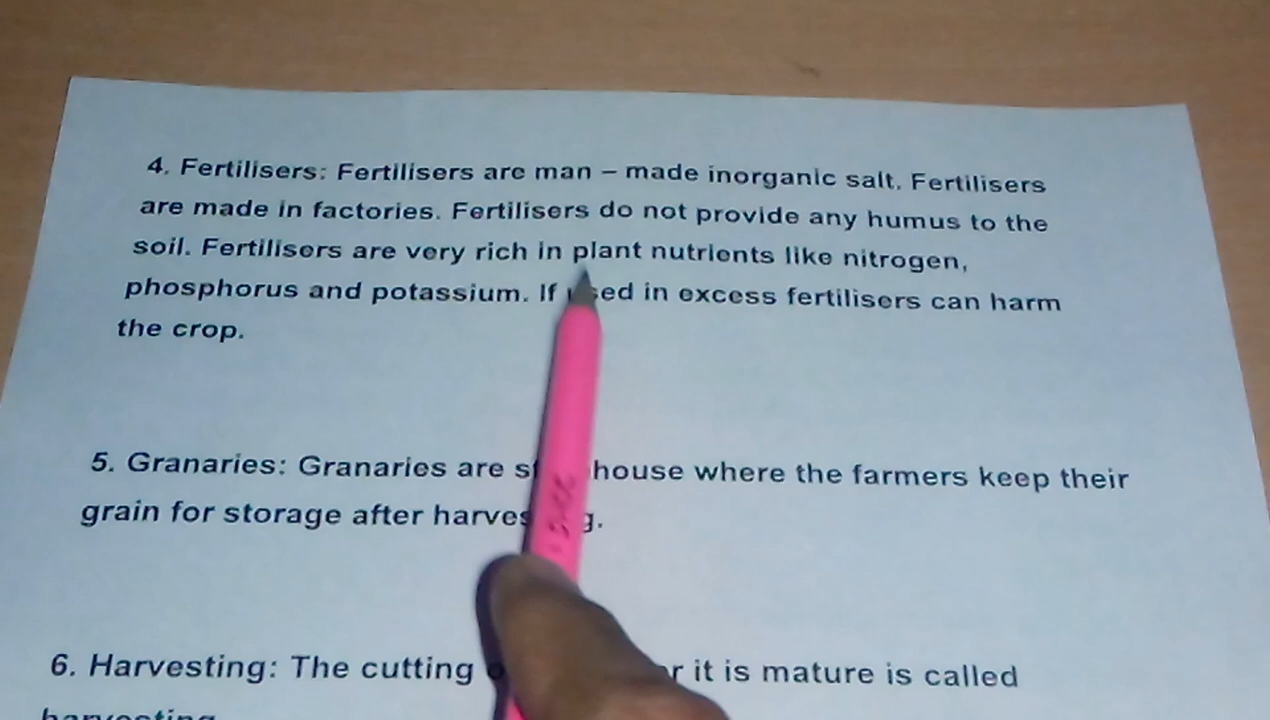 4. Fertilisers: Fertilisers are man – made inorganic salt. Fertilisers
are made in factories. Fertilisers do not provide any humus to the
soil. Fertilisers are very rich in plant nutrients like nitrogen,
phosphorus and potassium. If used in excess fertilisers can harm
the crop.
5. Granaries: Granaries are house where the farmers keep their
grain for storage after
6. Harvesting: The cutting it is mature is called
harvesting